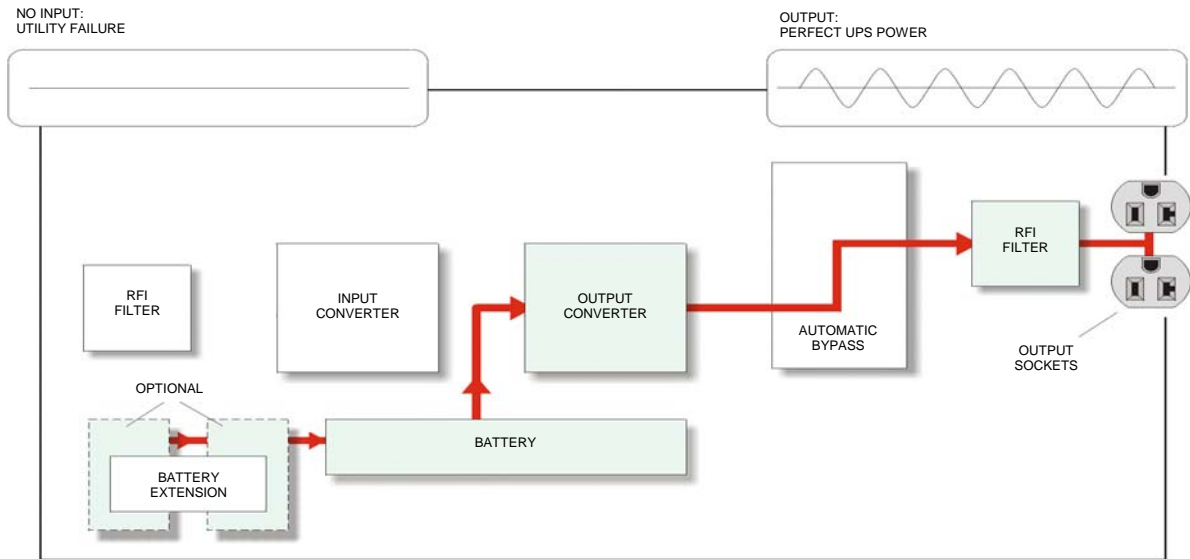 NO INPUT:
UTILITY FAILURE
OUTPUT:
PERFECT UPS POWER
RFI
FILTER
INPUT
CONVERTER
OUTPUT
CONVERTER
AUTOMATIC
BYPASS
RFI
FILTER
OUTPUT
SOCKETS
OPTIONAL
BATTERY
EXTENSION
BATTERY